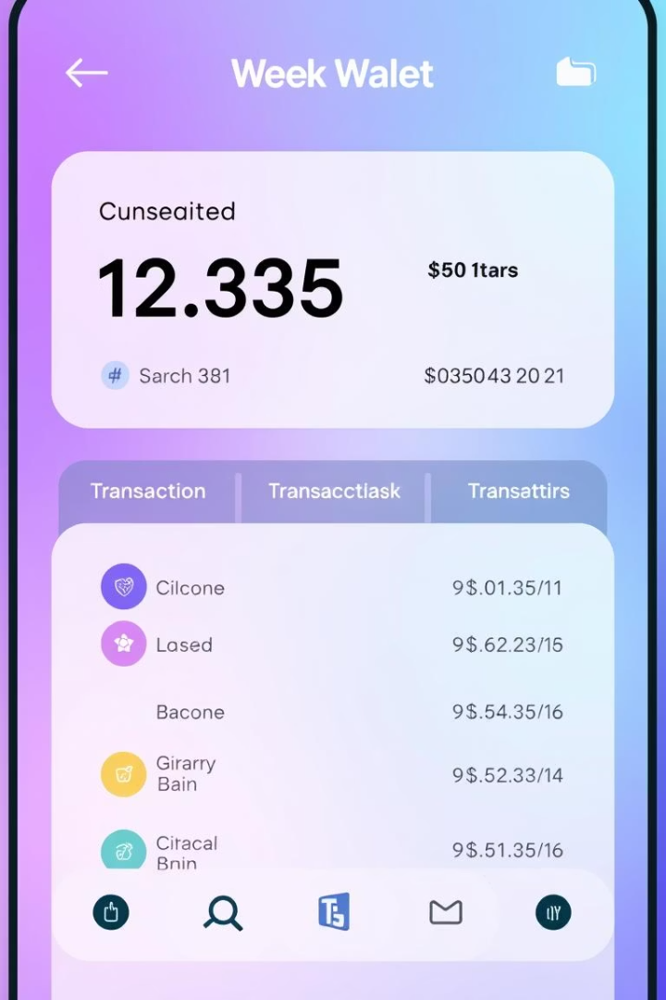 Week Walet
Cunseaited
12.335
$50 1tars
# Sarch 381
$035043 20 21
Transaction
Transacctlask
Transattirs
Cilcone
9$.01.35/11
Lased
9$.62.23/15
Bacone
9$.54.35/16
Girarry
Bain
9$.52.33/14
Citacal
Bnin
9$.51.35/16